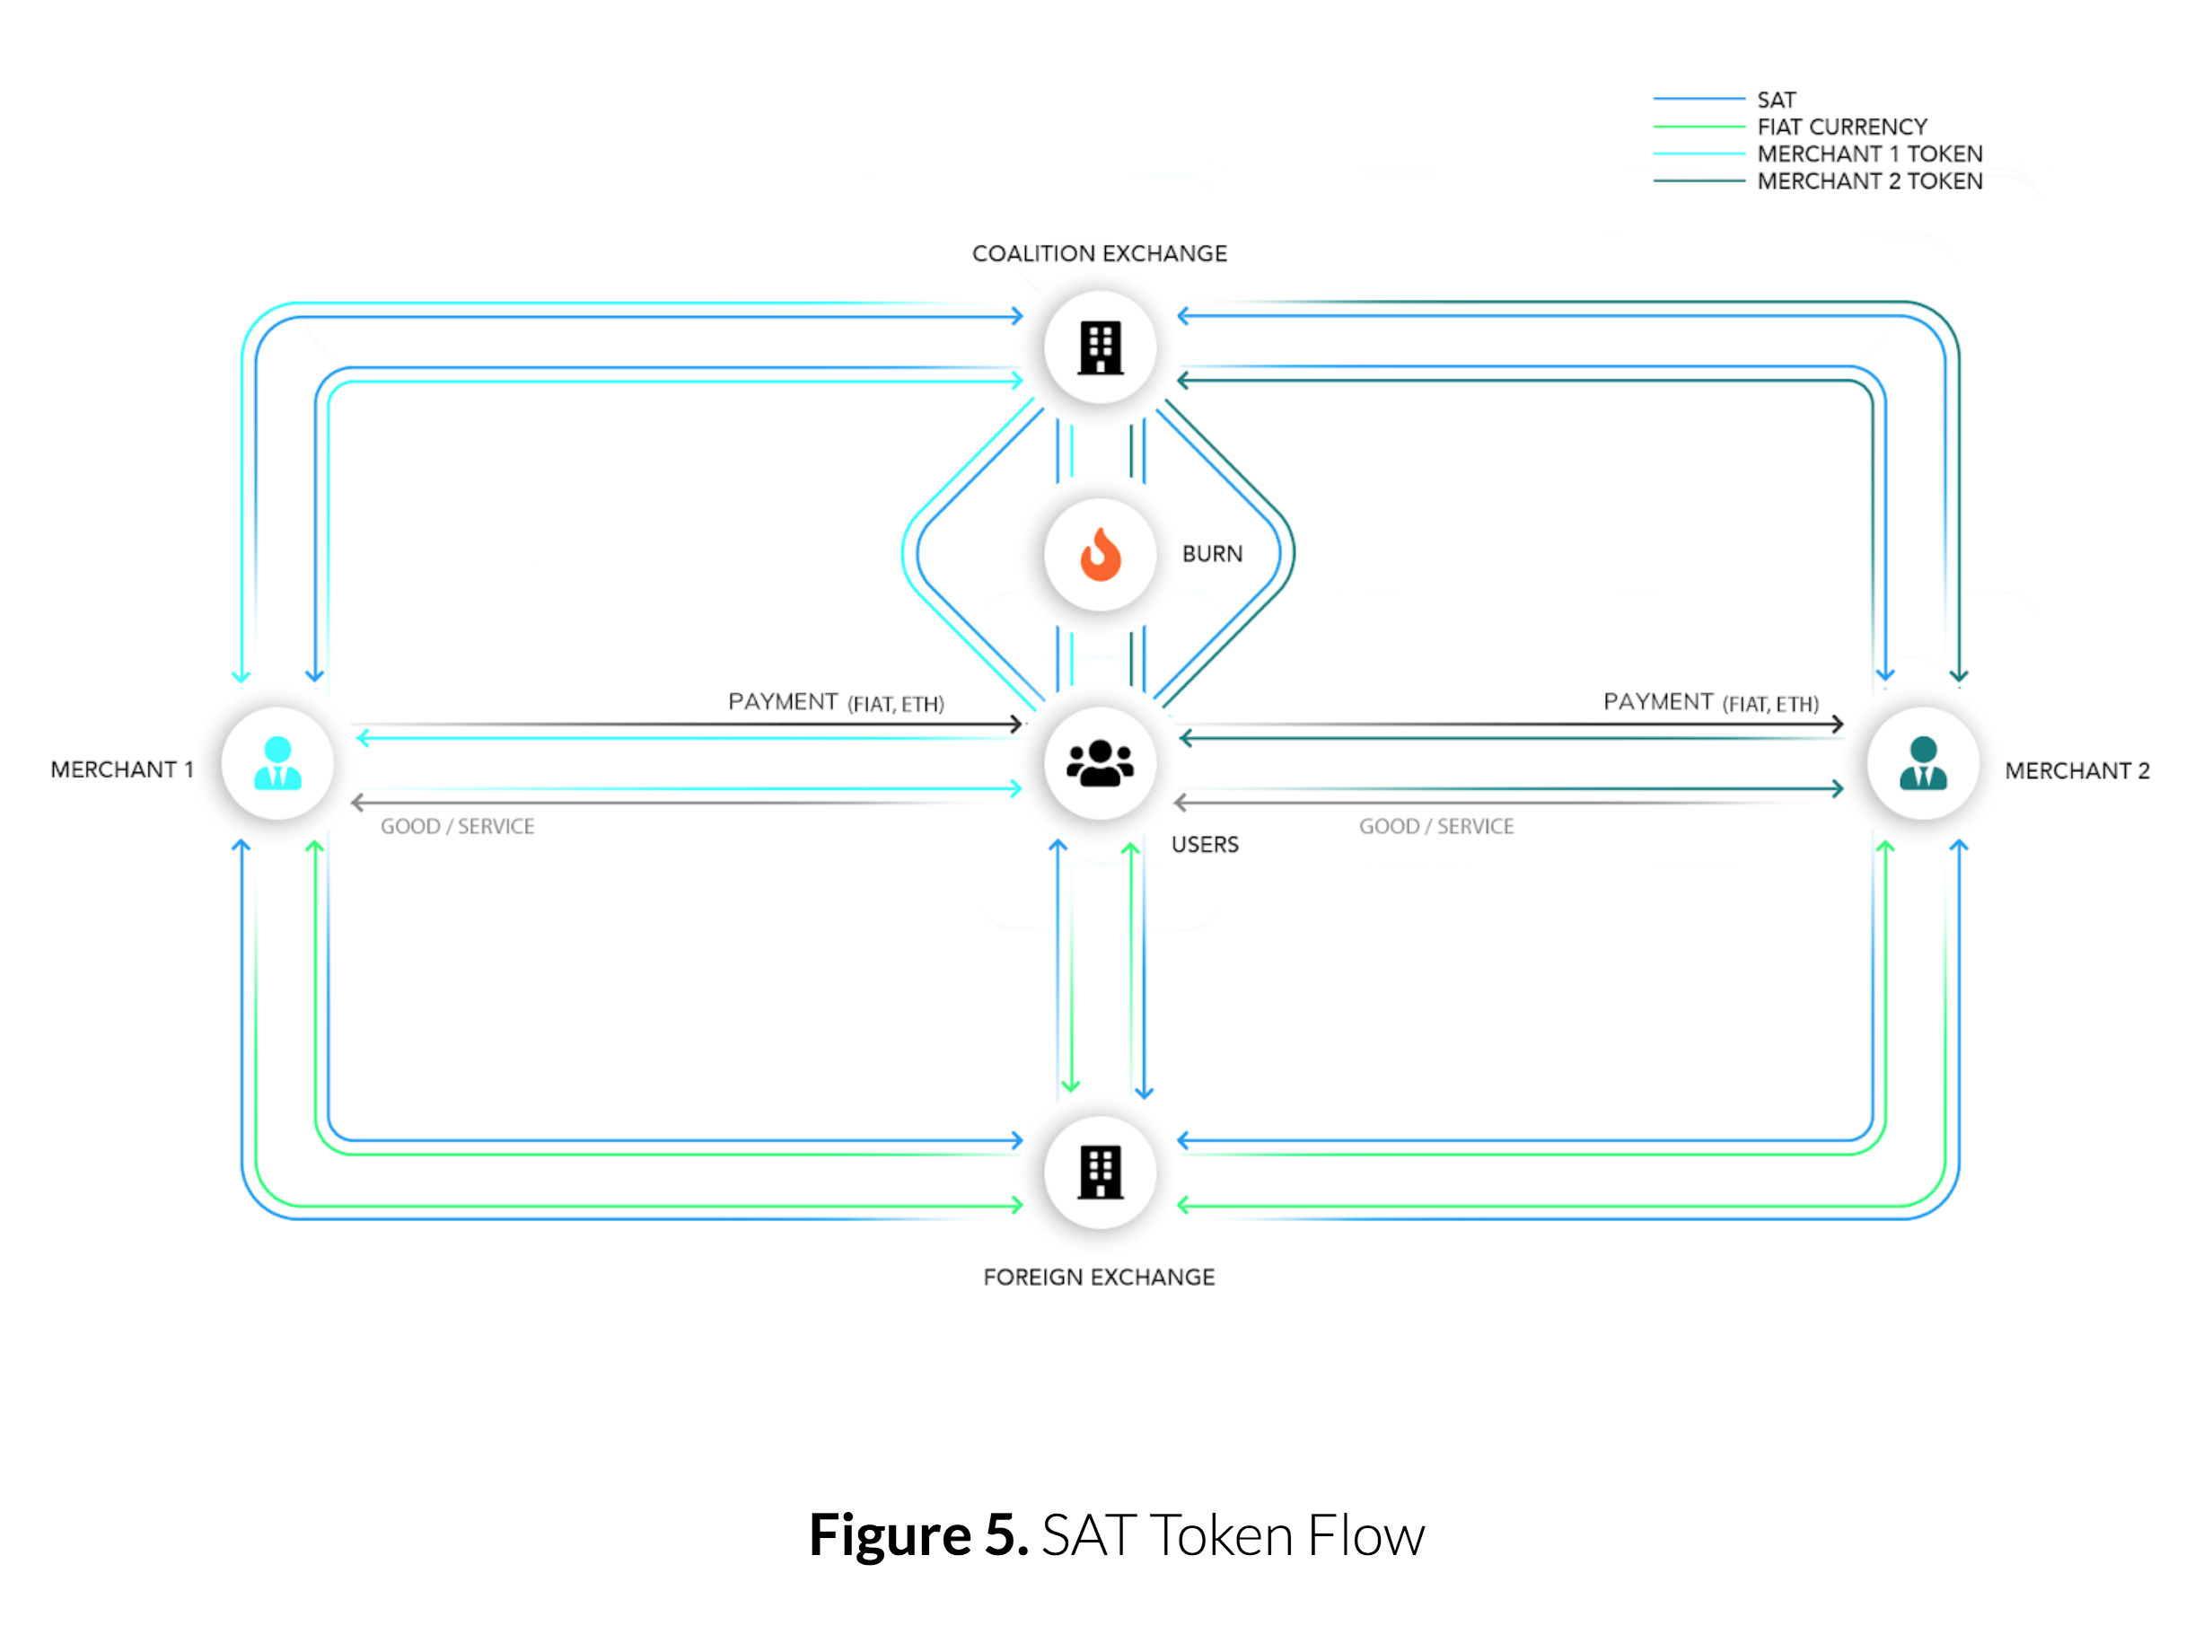 SAT
FIAT CURRENCY
MERCHANT 1 TOKEN
MERCHANT 2 TOKEN
COALITION EXCHANGE
BURN
PAYMENT (FIAT, ETH)
PAYMENT (FIAT, ETH)
MERCHANT 1
MERCHANT 2
GOOD / SERVICE
GOOD / SERVICE
USERS
FOREIGN EXCHANGE
Figure 5. SAT Token Flow